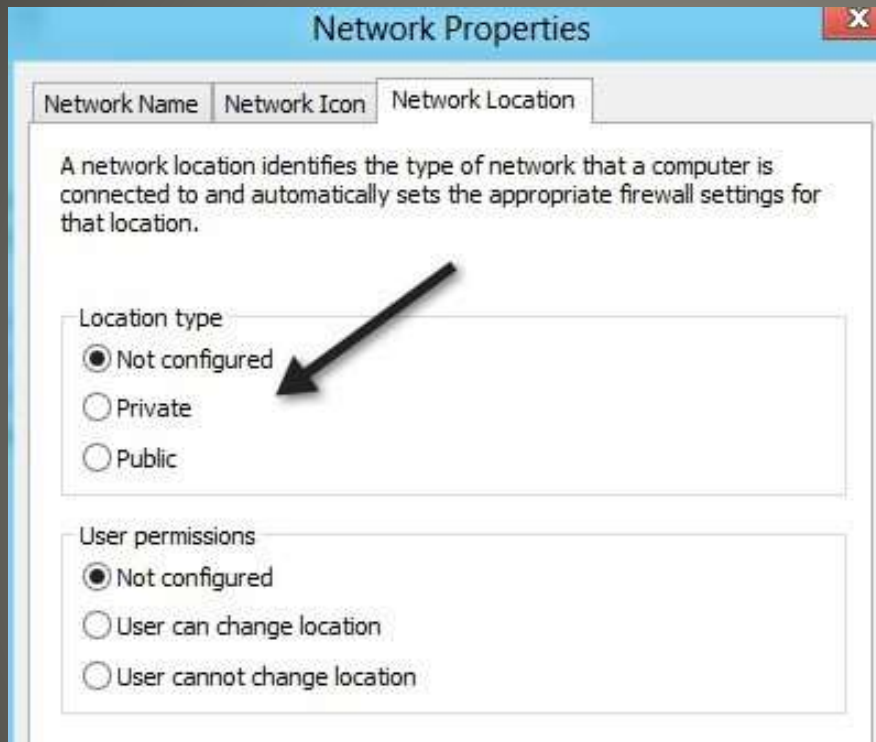 Network Properties
x
Network Name Network Icon Network Location
A network location identifies the type of network that a computer is
connected to and automatically sets the appropriate firewall settings for
that location.
Location type
Not configured
Private
Public
User permissions
Not configured
User can change location
User cannot change location